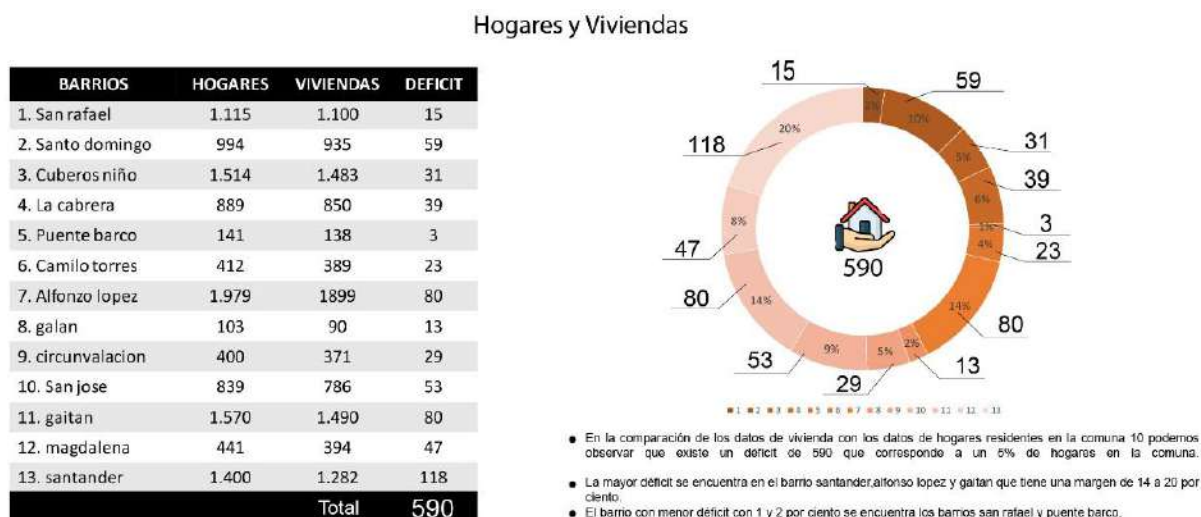 Hogares y Viviendas
BARRIOS HOGARES VIVIENDAS DEFICIT
1. San rafael 1.115 1.100 15
2. Santo domingo 994 935 59
3. Cuberos niño 1.514 1.483 31
4. La cabrera 889 850 39
5. Puente barco 141 138 3
6. Camilo torres 412 389 23
7. Alfonzo lopez 1.979 1899 80
8. galan 103 90 13
9. circunvalacion 400 371 29
10. San jose 839 786 53
11. gaitan 1.570 1.490 80
12. magdalena 441 394 47
13. santander 1.400 1.282 118
Total 590
15 59
118 20% 10%
5% 31
6% 39
1% 3
4% 23
47 8%
590
80 14%
14% 80
53 9% 5% 2% 13
29
1 2 3 4 5 6 7 8 9 10 11 12 13
● En la comparación de los datos de vivienda con los datos de hogares residentes en la comuna 10 podemos
observar que existe un déficit de 590 que corresponde a un 5% de hogares en la comuna.
● La mayor déficit se encuentra en el barrio santander,alfonso lopez y gaitan que tiene una margen de 14 a 20 por
ciento.
● El barrio con menor déficit con 1 y 2 por ciento se encuentra los barrios san rafael y puente barco.